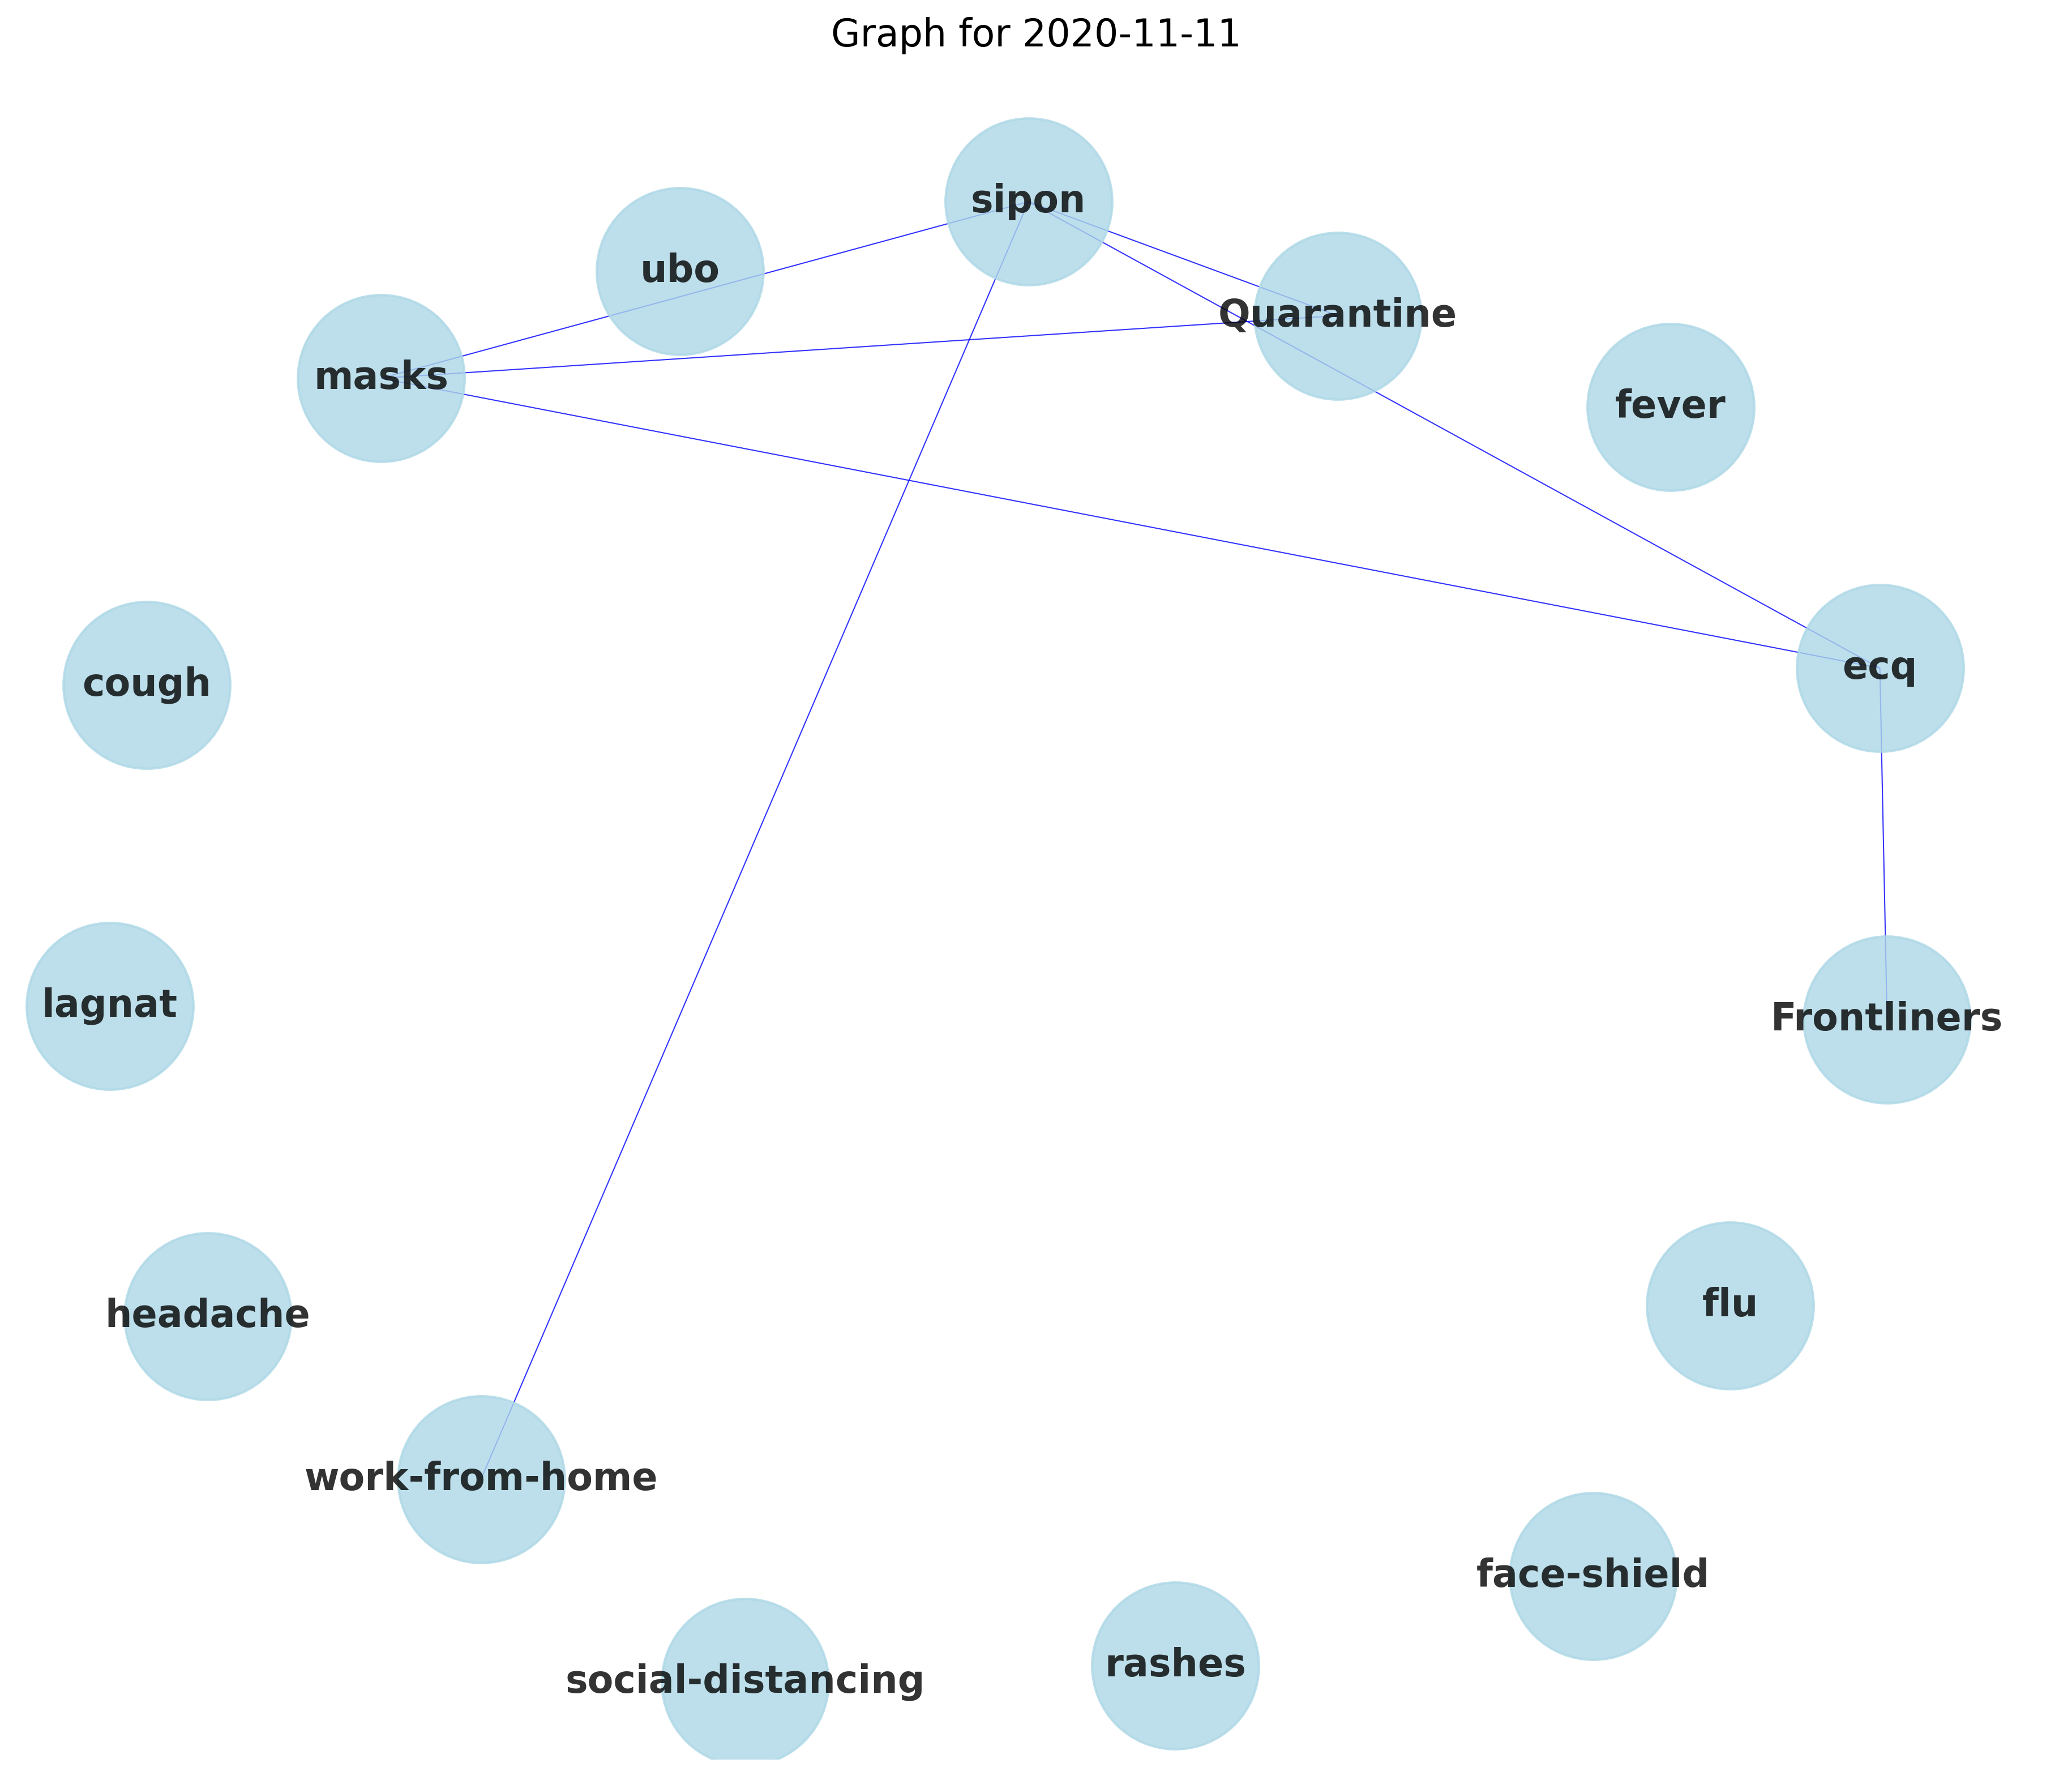 Graph for 2020-11-11
sipon
ubo
Quarantine
masks
fever
ecq
cough
lagnat
Frontliners
flu
headache
work-from-home
face-shield
rashes
social-distancing